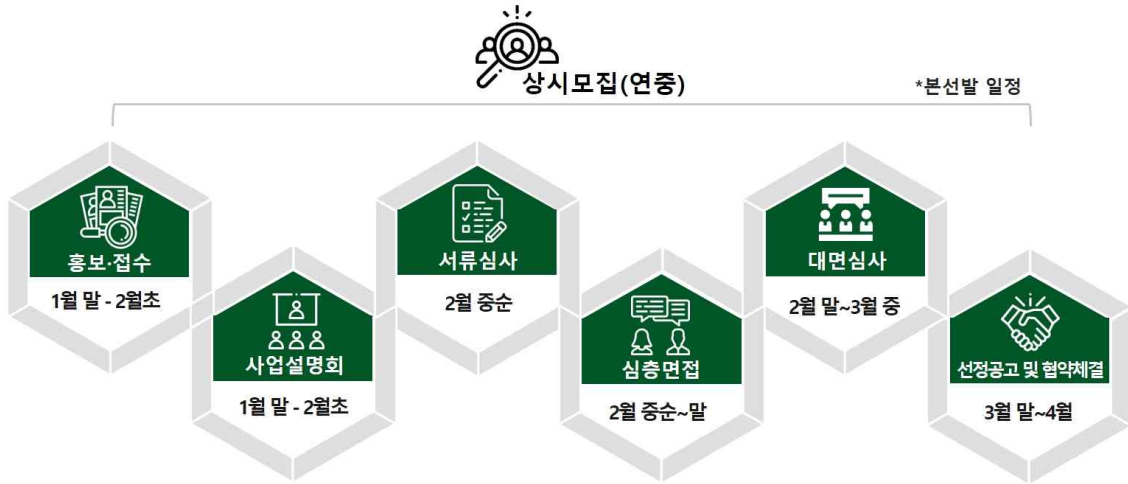 상시모집(연중)
*본선발 일정
홍보·접수
1월 말 - 2월초
사업설명회
1월 말 - 2월초
서류심사
2월 중순
심층면접
2월 중순~말
대면심사
2월 말~3월 중
선정공고 및 협약체결
3월 말~4월